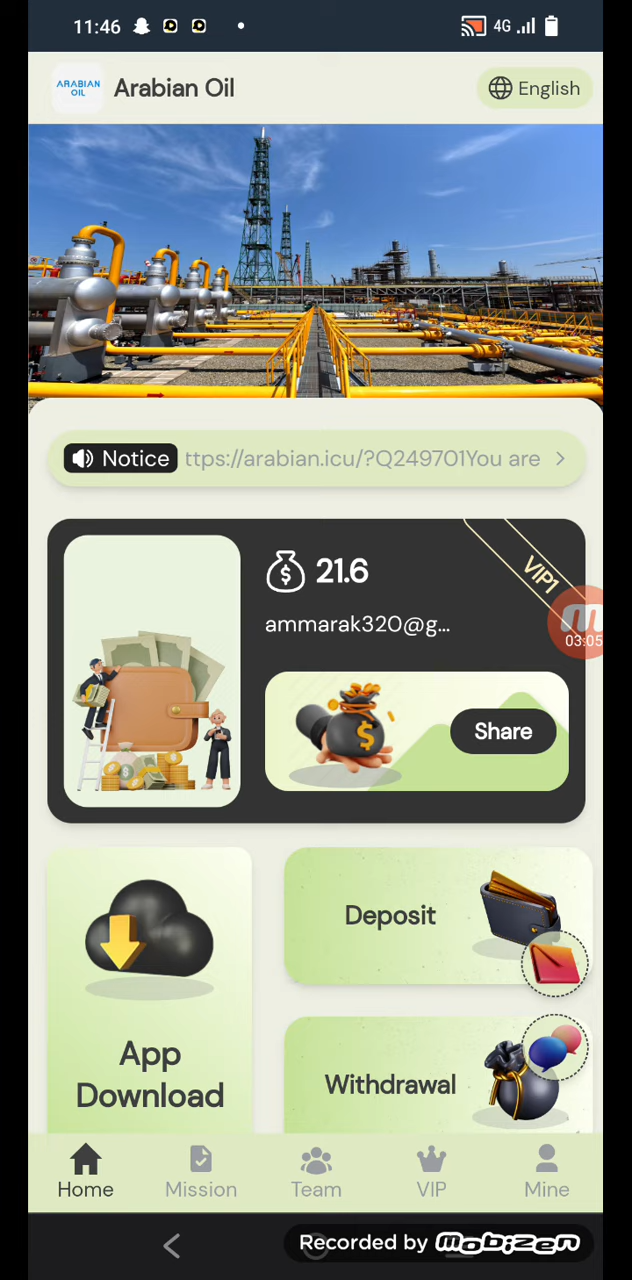 11:46
4G
ARABIAN
OIL
Arabian Oil
English
Notice
ttps://arabian.icu/?Q249701You are
21.6
VIP1
ammarak320@g...
03:05
Share
Deposit
App
Download
Withdrawal
Home
Mission
Team
VIP
Mine
Recorded by mobizen